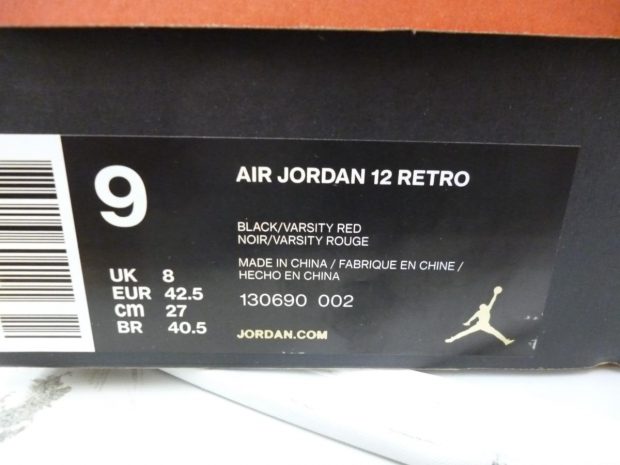 9
AIR JORDAN 12 RETRO
BLACK/VARSITY RED
NOIR/VARSITY ROUGE
MADE IN CHINA / FABRIQUE EN CHINE /
HECHO EN CHINA
UK 8
EUR 42.5
cm 27
BR 40.5
130690 002
JORDAN.COM